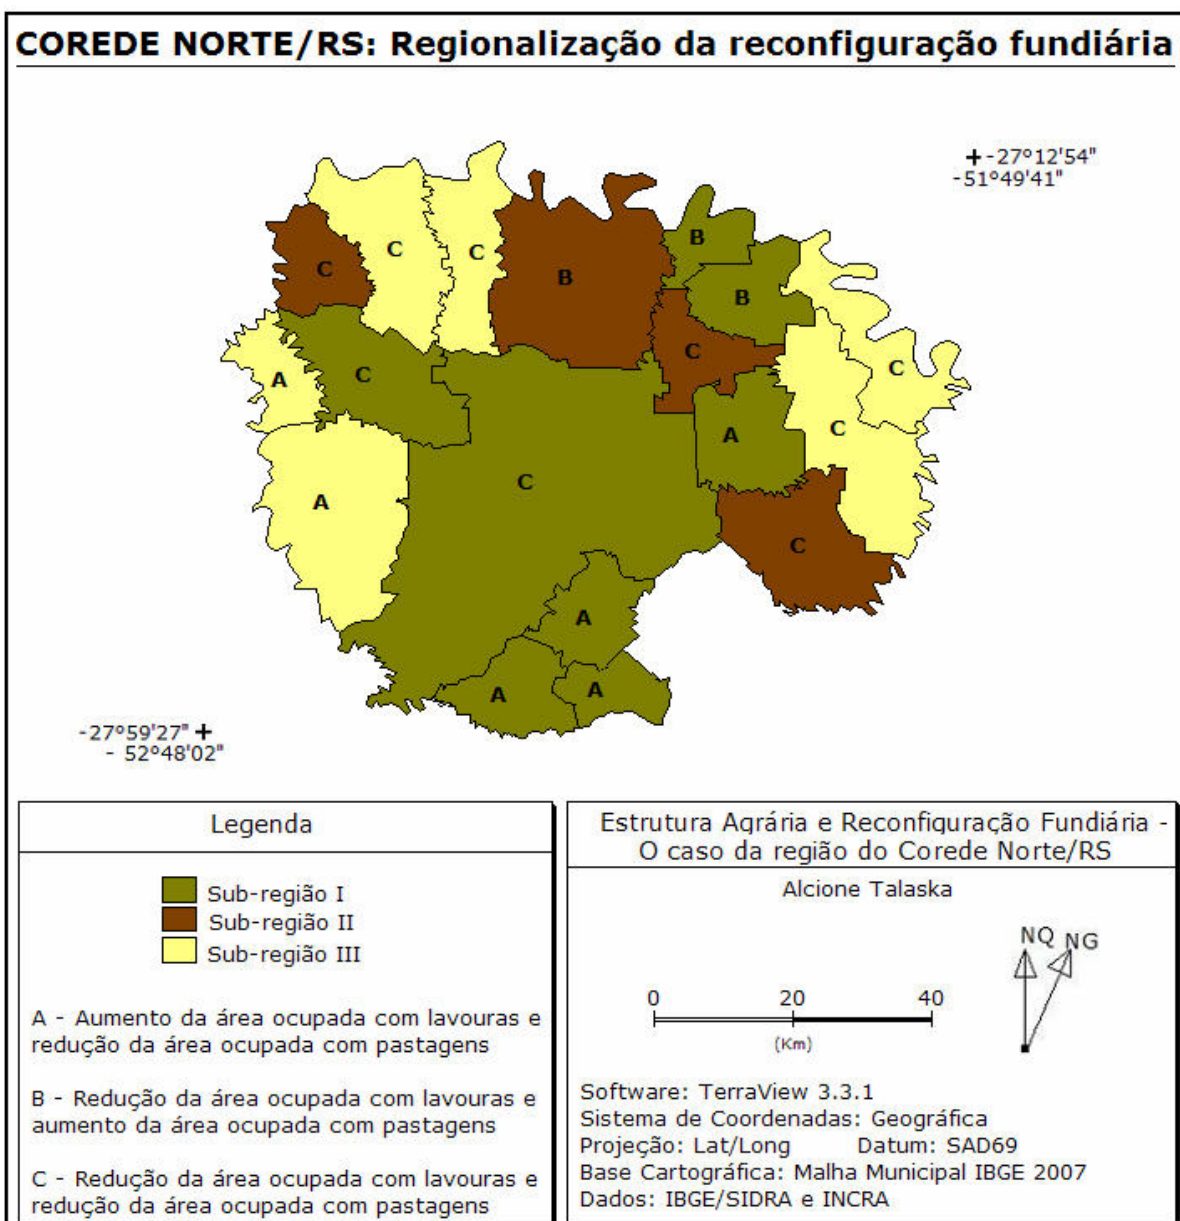 COREDE NORTE/RS: Regionalização da reconfiguração fundiária
+ -27°12'54"
-51°49'41"
C
C
C
B
B
B
C
C
A
C
A
C
C
A
A
C
C
A
A
A
-27°59'27" +
- 52°48'02"
Legenda
Sub-região I
Sub-região II
Sub-região III
A - Aumento da área ocupada com lavouras e
redução da área ocupada com pastagens
B - Redução da área ocupada com lavouras e
aumento da área ocupada com pastagens
C - Redução da área ocupada com lavouras e
redução da área ocupada com pastagens
Estrutura Agrária e Reconfiguração Fundiária -
O caso da região do Corede Norte/RS
Alcione Talaska
0 20 40
(Km)
NQ NG
Software: TerraView 3.3.1
Sistema de Coordenadas: Geográfica
Projeção: Lat/Long Datum: SAD69
Base Cartográfica: Malha Municipal IBGE 2007
Dados: IBGE/SIDRA e INCRA